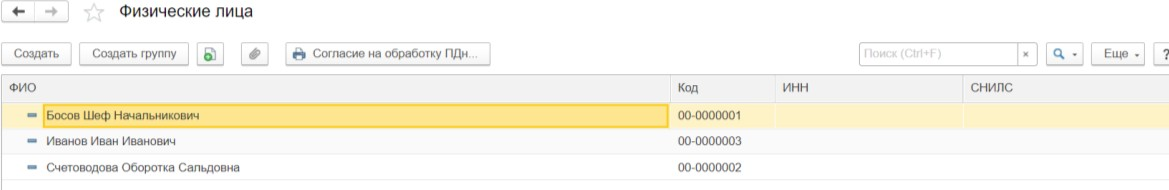 Физические лица
Создать Создать группу Согласие на обработку ПДн... Поиск (Ctrl+F) × Еще ?
ФИО Код ИНН СНИЛС
Босов Шеф Начальникович 00-0000001
Иванов Иван Иванович 00-0000003
Счетоводова Оборотка Сальдовна 00-0000002